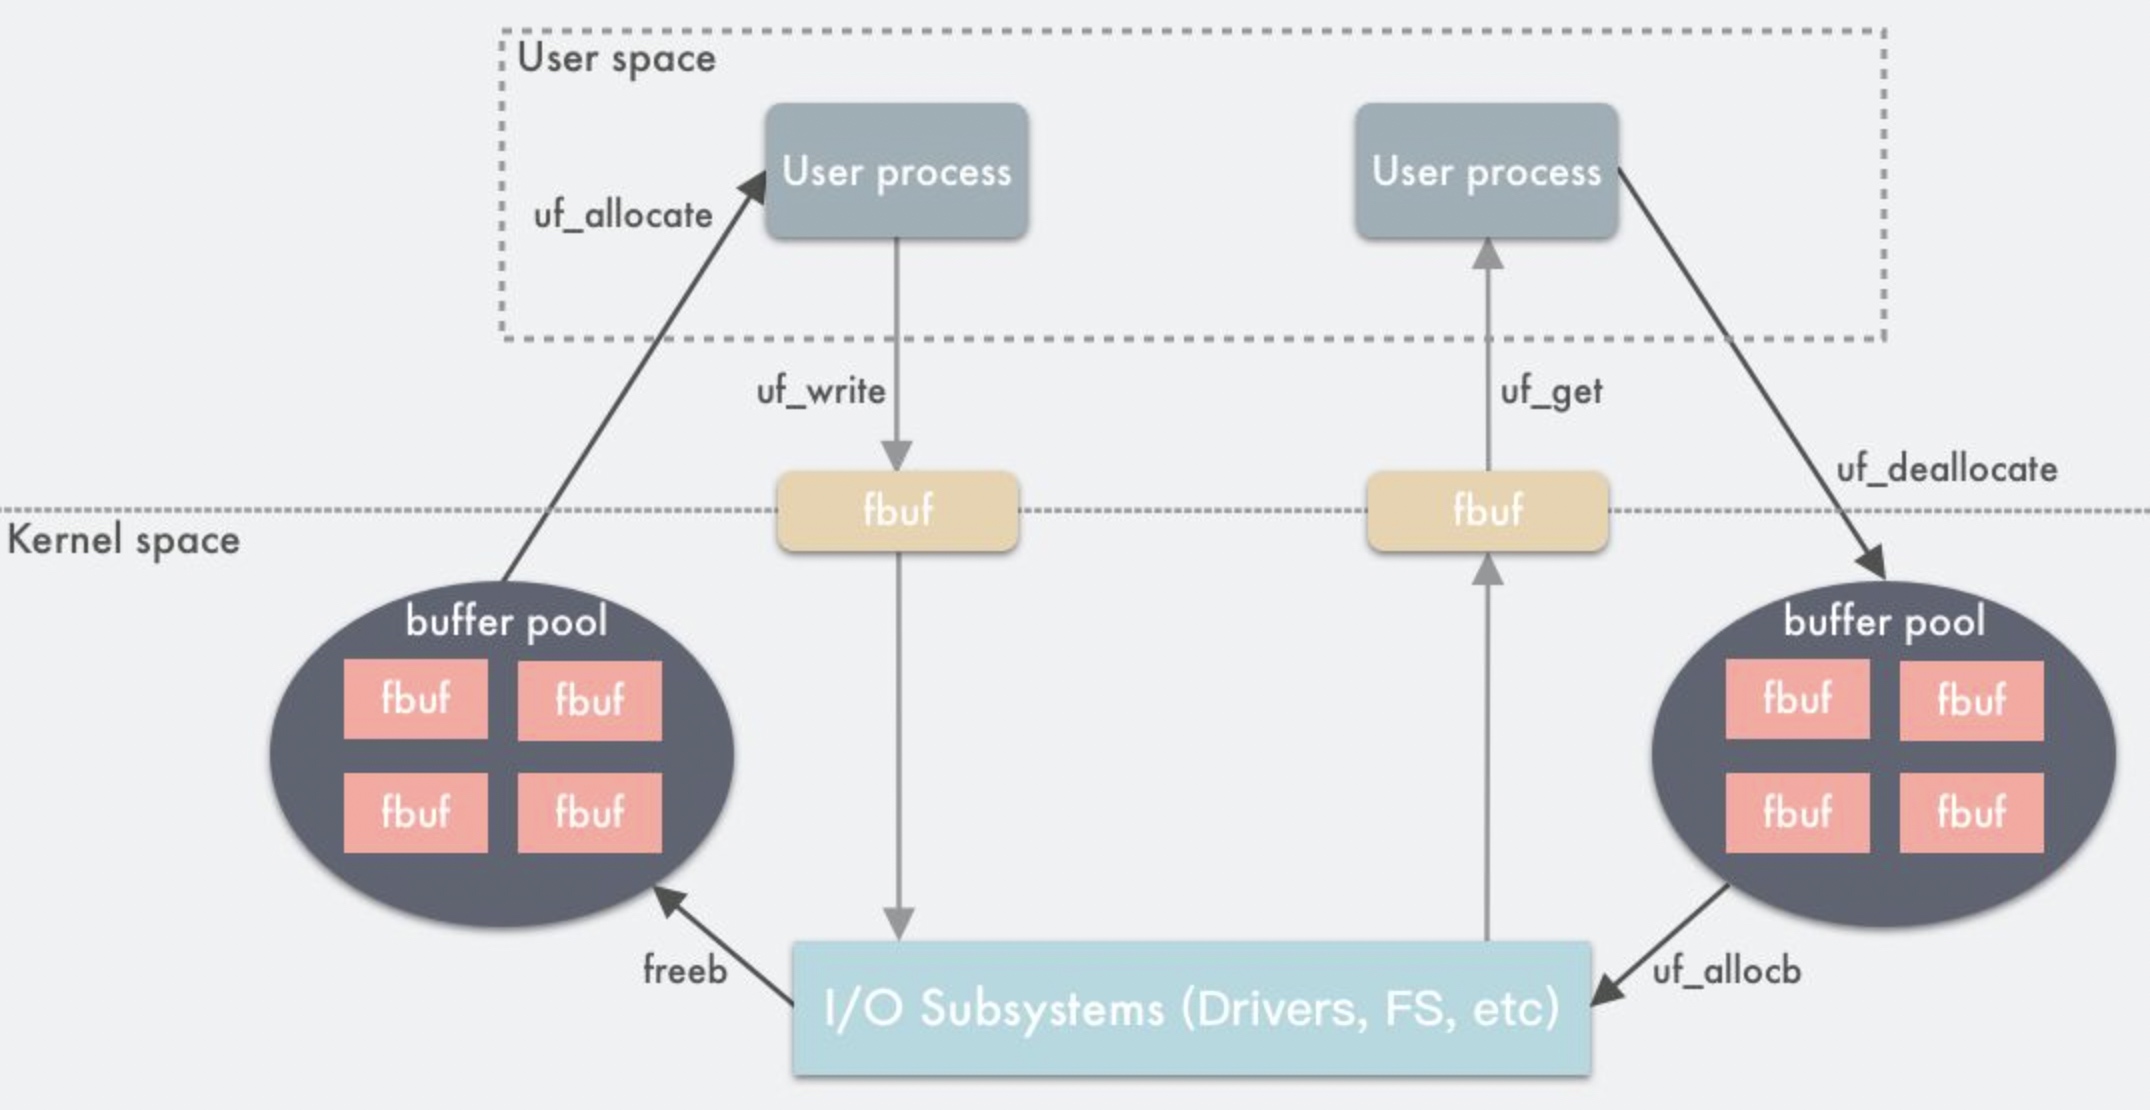 User space
User process
User process
uf_allocate
uf_write
uf_get
uf_deallocate
fbuf
fbuf
Kernel space
buffer pool
fbuf
fbuf
fbuf
fbuf
buffer pool
fbuf
fbuf
fbuf
fbuf
freeb
uf_allocb
I/O Subsystems (Drivers, FS, etc)